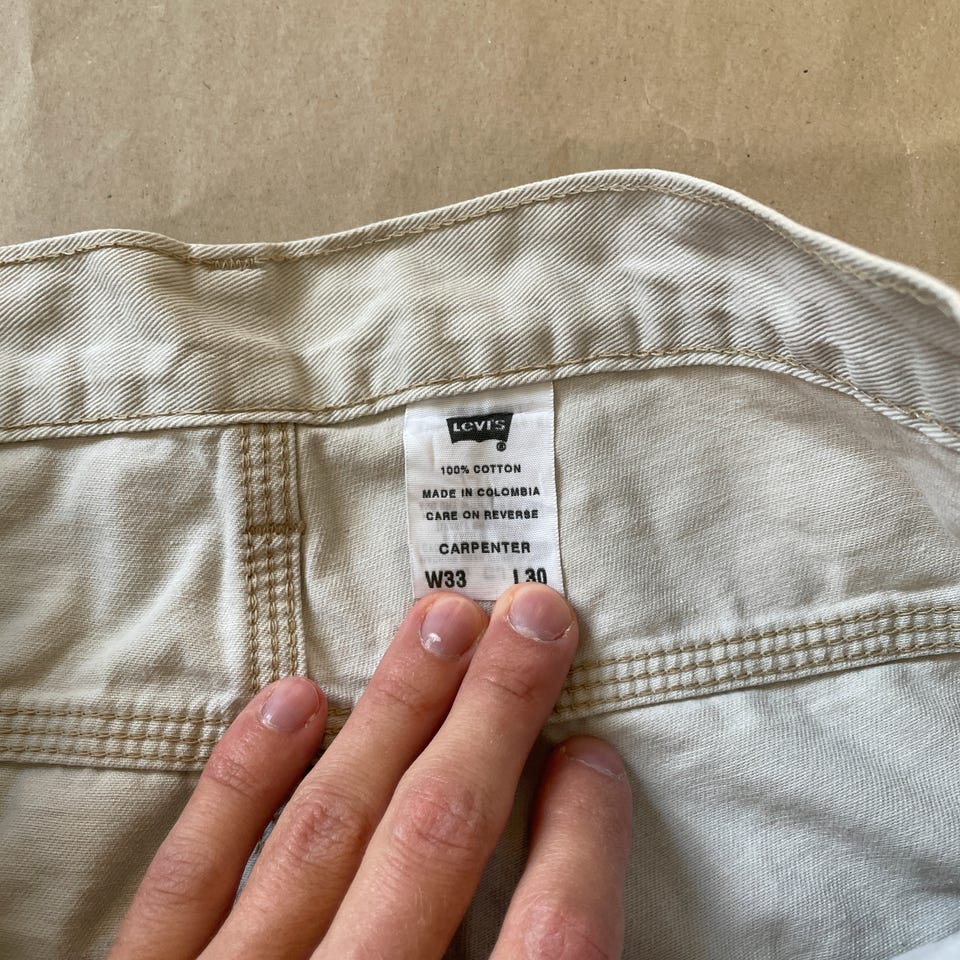 Levi's
100% COTTON
MADE IN COLOMBIA
CARE ON REVERSE
CARPENTER
W33 L30